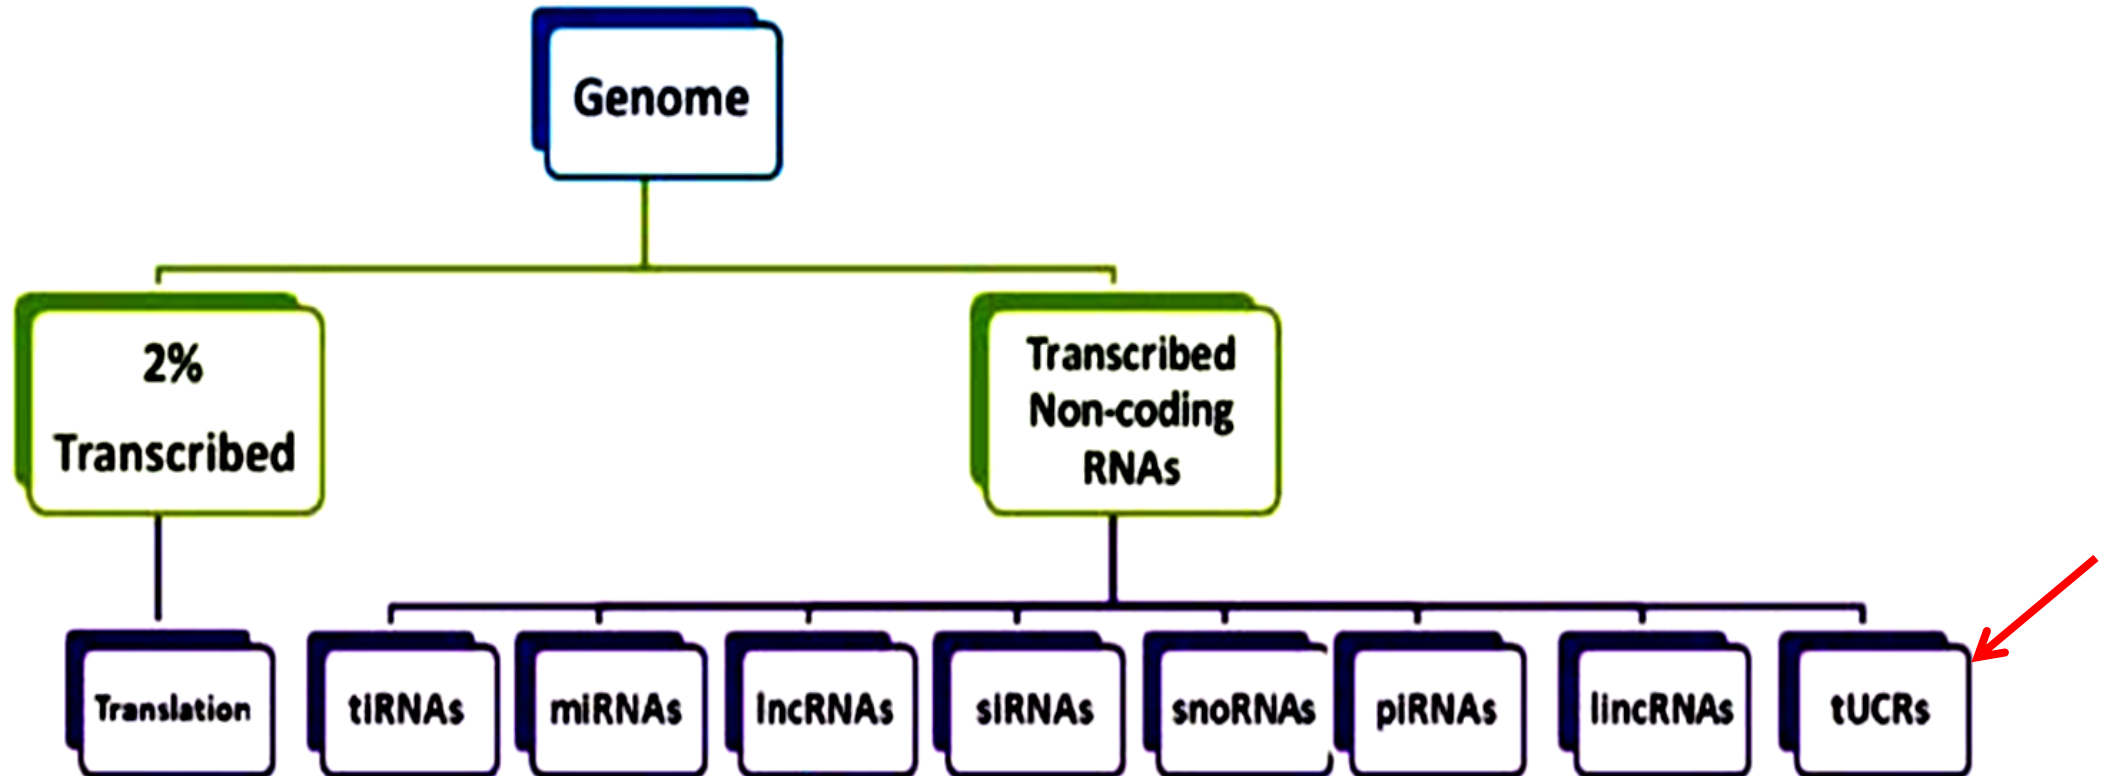 Genome
2%
Transcribed
Transcribed
Non-coding
RNAs
Translation
tiRNAs
miRNAs
lncRNAs
siRNAs
snoRNAs
piRNAs
lincRNAs
tUCRs